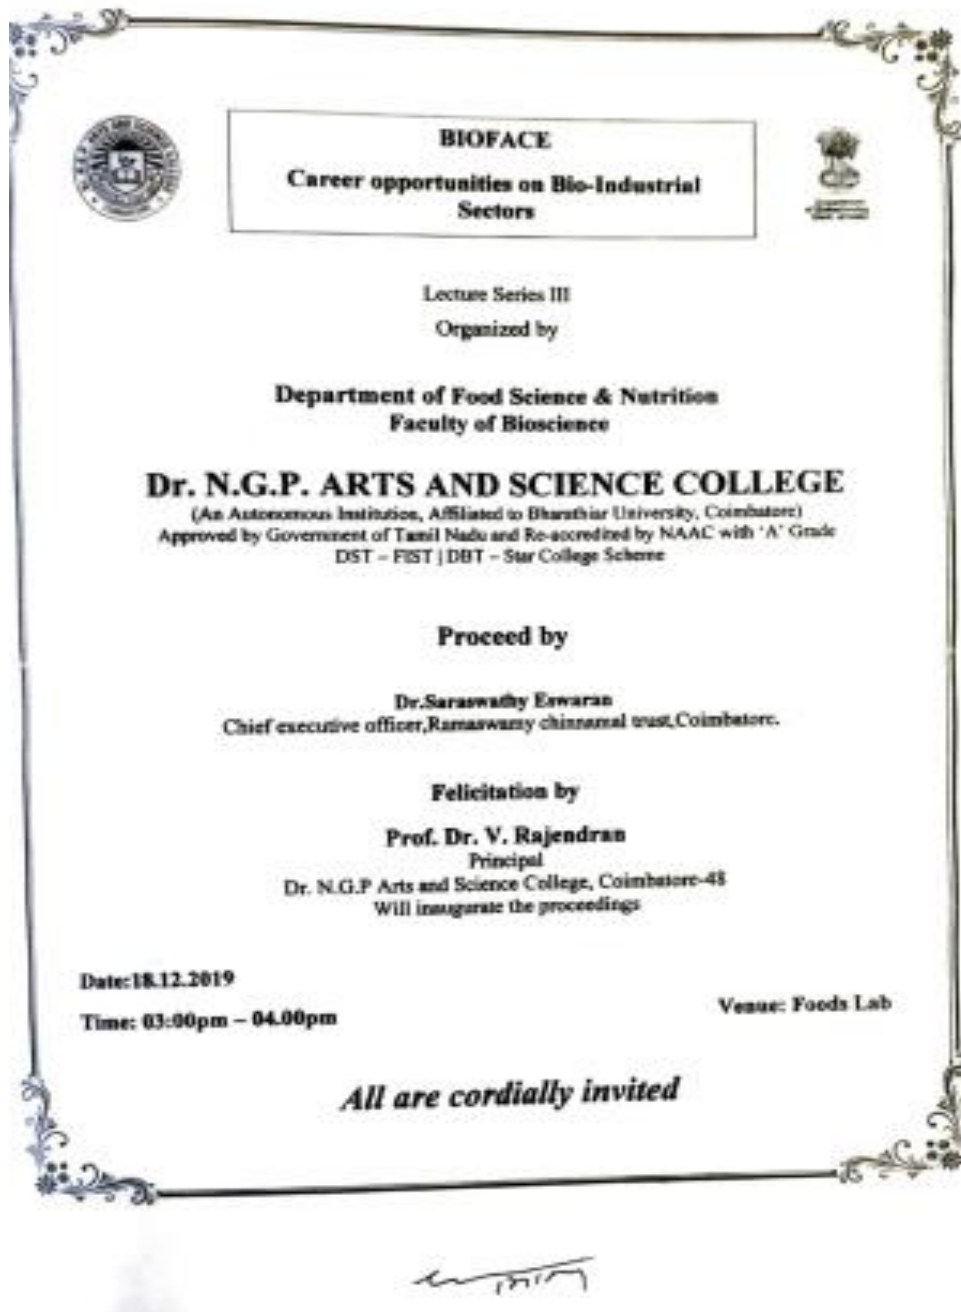 BIOFACE
Career opportunities on Bio-Industrial
Sectors
Lecture Series III
Organized by
Department of Food Science & Nutrition
Faculty of Bioscience
Dr. N.G.P. ARTS AND SCIENCE COLLEGE
(An Autonomous Institution, Affiliated to Bharathiar University, Coimbatore)
Approved by Government of Tamil Nadu and Re-accredited by NAAC with 'A' Grade
DST – FIST | DBT – Star College Scheme
Proceed by
Dr.Saraswathy Eswaran
Chief executive officer,Ramaswamy chinnamal trust,Coimbatore.
Felicitation by
Prof. Dr. V. Rajendran
Principal
Dr. N.G.P Arts and Science College, Coimbatore-48
Will inaugurate the proceedings
Date:18.12.2019
Time: 03:00pm – 04.00pm
Venue: Foods Lab
All are cordially invited